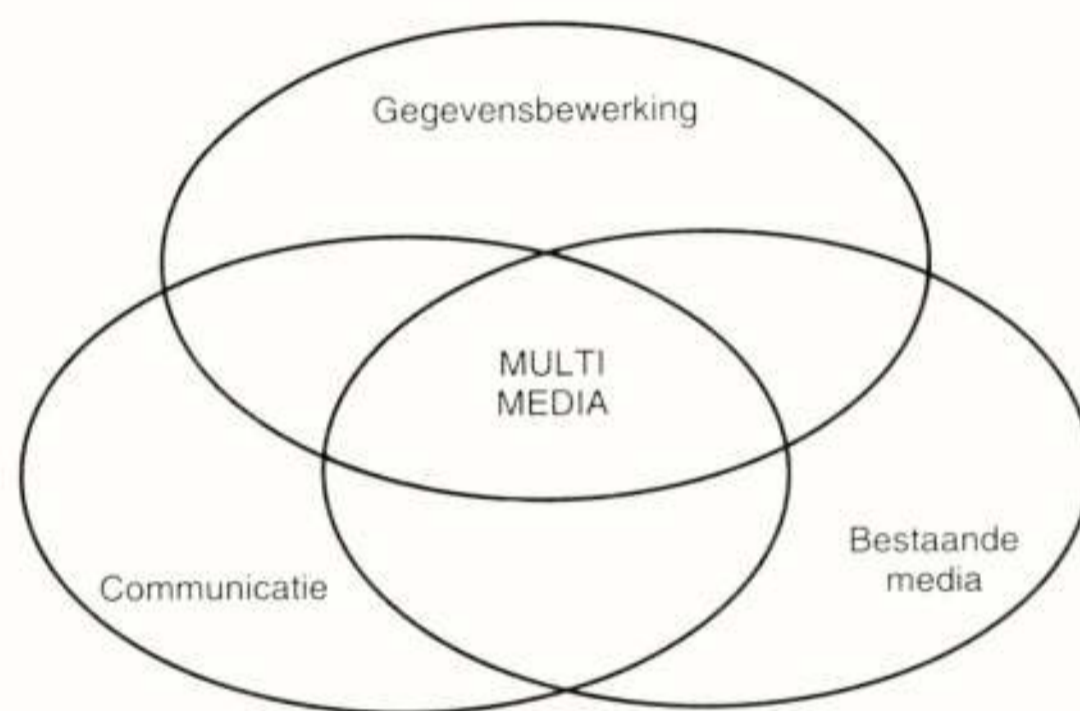 Gegevensbewerking
MULTI
MEDIA
Bestaande
media
Communicatie